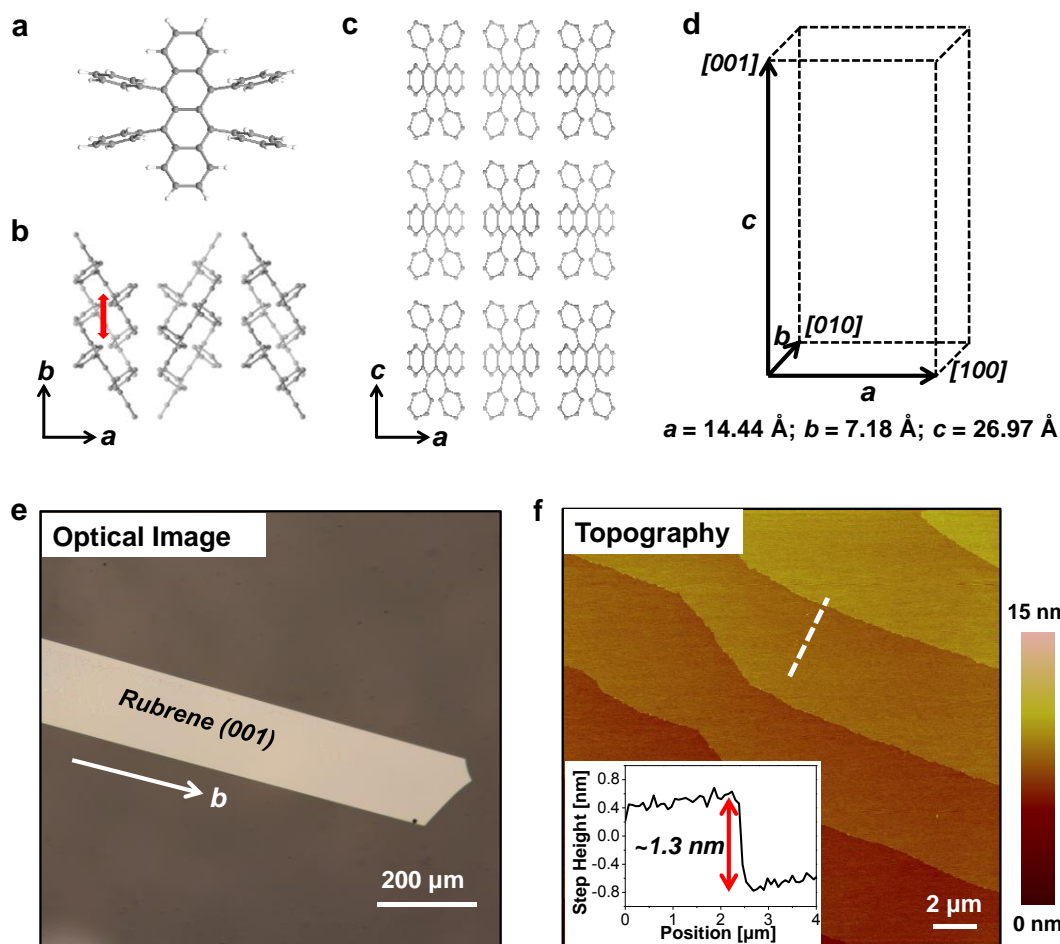 a
b
b
a
c
c
a
d
[001]
c
b
[010]
[100]
a
a = 14.44 Å; b = 7.18 Å; c = 26.97 Å
e
Optical Image
Rubrene (001)
b
200 μm
f
Topography
15 nm
0 nm
2 μm
Step Height [nm]
0.8
0.4
0.0
-0.4
-0.8
~1.3 nm
0 1 2 3 4
Position [μm]